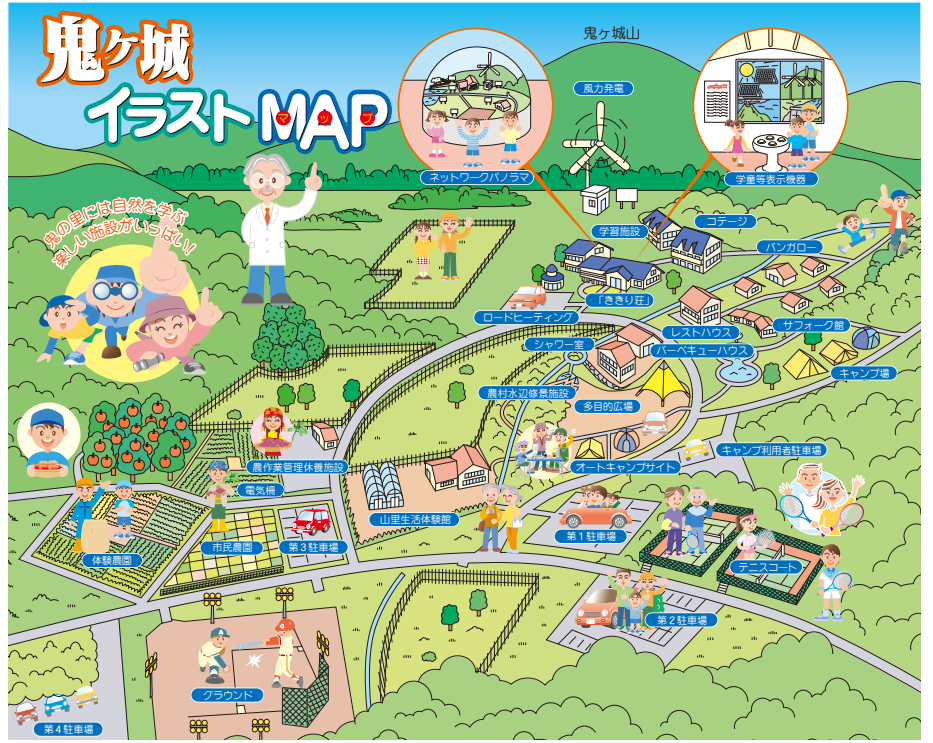 鬼ヶ城
イラストMAP
マップ
鬼の里には自然を学ぶ
楽しい施設がいっぱい!
鬼ヶ城山
風力発電
ネットワークパノラマ
学童等表示機器
学習施設
コテージ
バンガロー
「ききり荘」
ロードヒーティング
レストハウス
サフォーク館
シャワー室
バーベキューハウス
キャンプ場
農村水辺修景施設
多目的広場
キャンプ利用者駐車場
農作業管理休養施設
オートキャンプサイト
電気柵
山里生活体験館
第1駐車場
体験農園
市民農園
第3駐車場
テニスコート
第2駐車場
グラウンド
第4駐車場